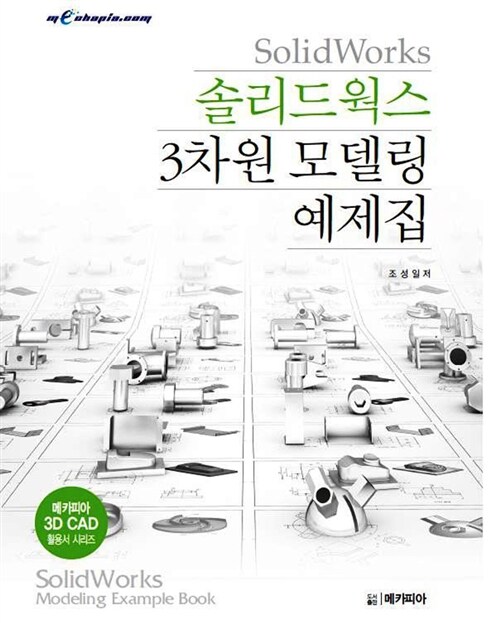 mechapia.com
SolidWorks
솔리드웍스
3차원 모델링
예제집
조성일 저
메카피아
3D CAD
활용서 시리즈
SolidWorks
Modeling Example Book
도서
출판
메카피아